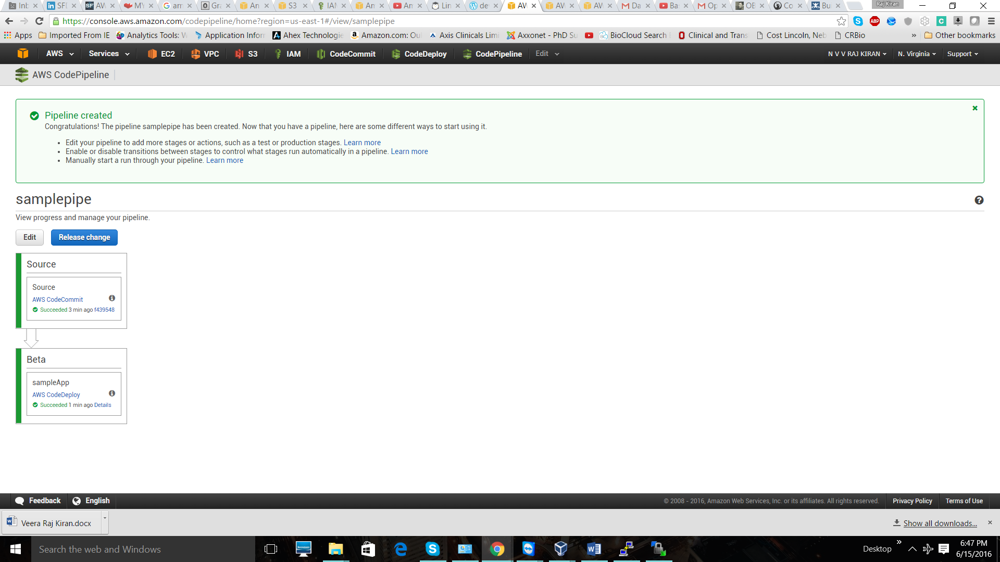 Inb
SFI
AW
MY
G
arr
Gra
An
S3
IAI
An
An
Lin
de
AW
AW
AW
Da
Ba
Op
OB
Co
Bu
Raj Kiran
https://console.aws.amazon.com/codepipeline/home?region=us-east-1#/view/samplepipe
ABP
Apps
Imported From IE
Analytics Tools: W
Application Infor
Ahex Technologie
Amazon.com: Ou
Axis Clinicals Limi
Axxonet - PhD Su
BioCloud Search
Clinical and Trans
Cost Lincoln, Neb
CRBio
»
Other bookmarks
AWS
Services
EC2
VPC
S3
IAM
CodeCommit
CodeDeploy
CodePipeline
Edit
N V V RAJ KIRAN
N. Virginia
Support
AWS CodePipeline
Pipeline created
Congratulations! The pipeline samplepipe has been created. Now that you have a pipeline, here are some different ways to start using it.
• Edit your pipeline to add more stages or actions, such as a test or production stages. Learn more
• Enable or disable transitions between stages to control what stages run automatically in a pipeline. Learn more
• Manually start a run through your pipeline. Learn more
samplepipe
View progress and manage your pipeline.
Edit
Release change
Source
Source
AWS CodeCommit
Succeeded 3 min ago f439548
Beta
sampleApp
AWS CodeDeploy
Succeeded 1 min ago Details
Feedback
English
© 2008 - 2016, Amazon Web Services, Inc. or its affiliates. All rights reserved.
Privacy Policy
Terms of Use
Veera Raj Kiran.docx
Show all downloads...
Search the web and Windows
Desktop
»
6:47 PM
6/15/2016